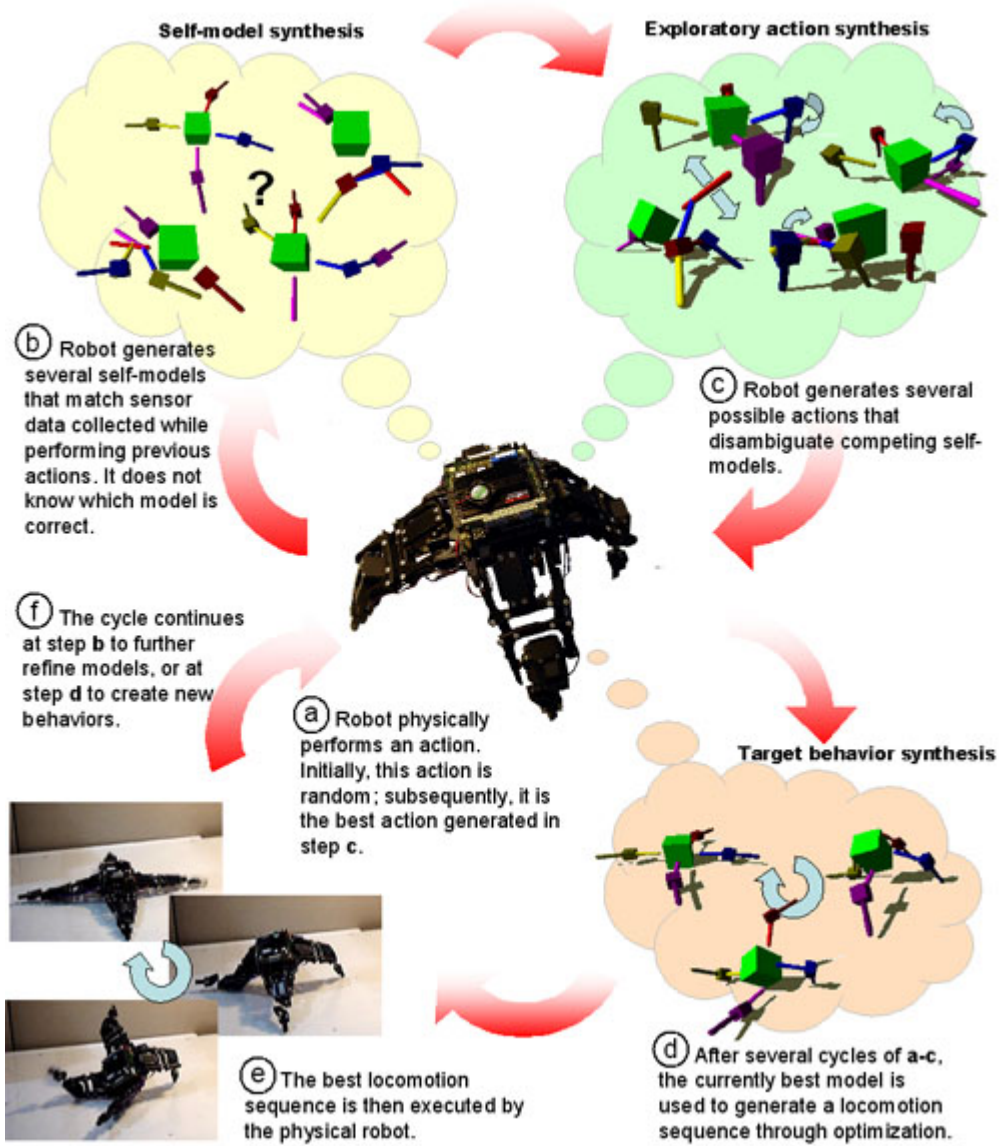 Self-model synthesis
Exploratory action synthesis
?
b Robot generates
several self-models
that match sensor
data collected while
performing previous
actions. It does not
know which model is
correct.
c Robot generates several
possible actions that
disambiguate competing self-
models.
f The cycle continues
at step b to further
refine models, or at
step d to create new
behaviors.
a Robot physically
performs an action.
Initially, this action is
random; subsequently, it is
the best action generated in
step c.
Target behavior synthesis
d After several cycles of a-c,
the currently best model is
used to generate a locomotion
sequence through optimization.
e The best locomotion
sequence is then executed by
the physical robot.